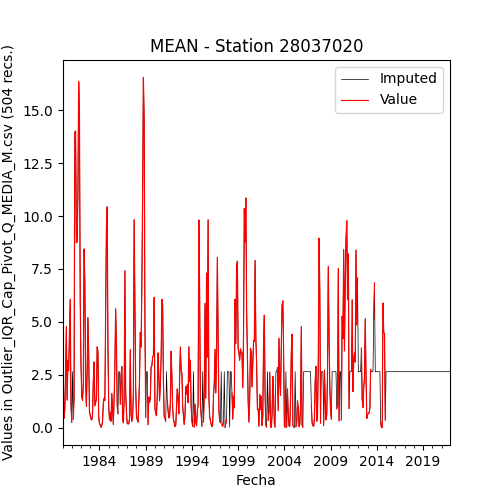 MEAN - Station 28037020
Imputed
Value
Values in Outlier_IQR_Cap_Pivot_Q_MEDIA_M.csv (504 recs.)
15.0
12.5
10.0
7.5
5.0
2.5
0.0
1984 1989 1994 1999 2004 2009 2014 2019
Fecha